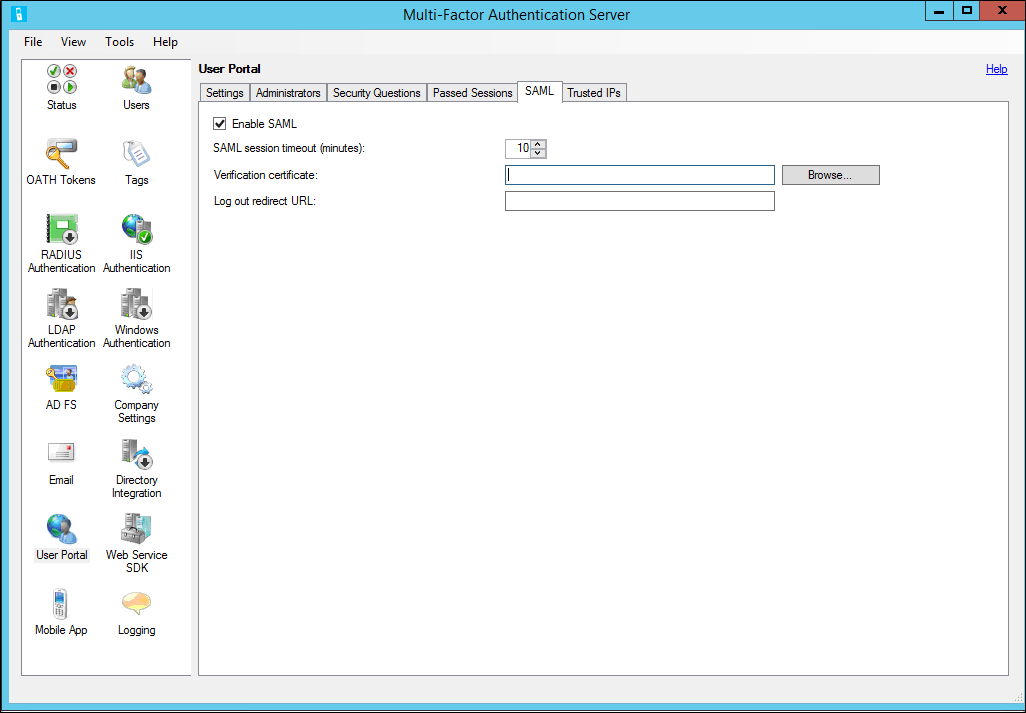 Multi-Factor Authentication Server
File View Tools Help
Status Users
OATH Tokens Tags
RADIUS Authentication
IIS Authentication
LDAP Authentication
Windows Authentication
AD FS
Company Settings
Email
Directory Integration
User Portal
Web Service SDK
Mobile App Logging
User Portal
Help
Settings Administrators Security Questions Passed Sessions SAML Trusted IPs
Enable SAML
SAML session timeout (minutes): 10
Verification certificate: Browse...
Log out redirect URL: